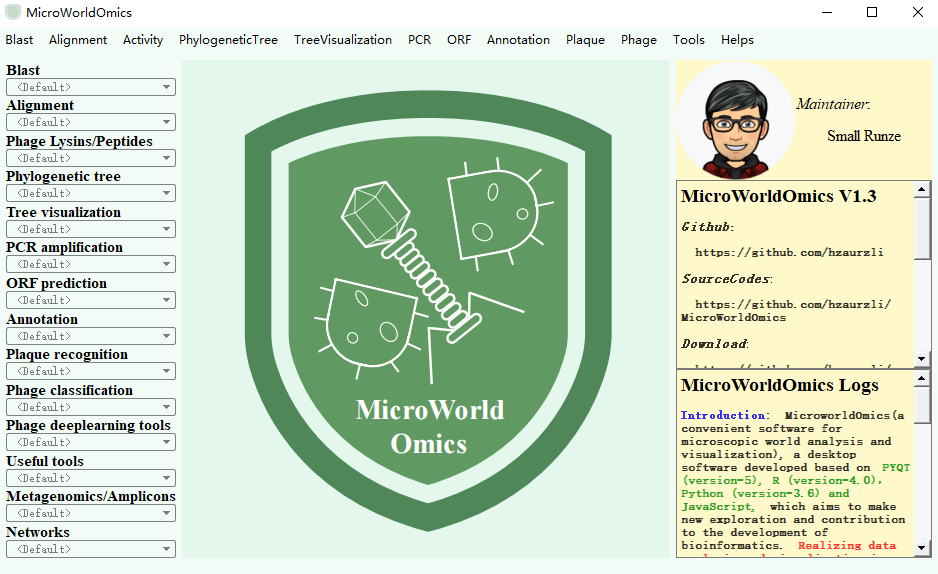 MicroWorldOmics
Blast Alignment Activity PhylogeneticTree TreeVisualization PCR ORF Annotation Plaque Phage Tools Helps
Blast
<Default>
Alignment
<Default>
Phage Lysins/Peptides
<Default>
Phylogenetic tree
<Default>
Tree visualization
<Default>
PCR amplification
<Default>
ORF prediction
<Default>
Annotation
<Default>
Plaque recognition
<Default>
Phage classification
<Default>
Phage deeplearning tools
<Default>
Useful tools
<Default>
Metagenomics/Amplicons
<Default>
Networks
<Default>
MicroWorld
Omics
Maintainer:
Small Runze
MicroWorldOmics V1.3
Github:
https://github.com/hzaurzli
SourceCodes:
https://github.com/hzaurzli/
MicroWorldOmics
Download:
MicroWorldOmics Logs
Introduction: MicroworldOmics(a
convenient software for
microscopic world analysis and
visualization), a desktop
software developed based on PYQT
(version-5), R (version-4.0),
Python (version-3.6) and
JavaScript, which aims to make
new exploration and contribution
to the development of
bioinformatics. Realizing data